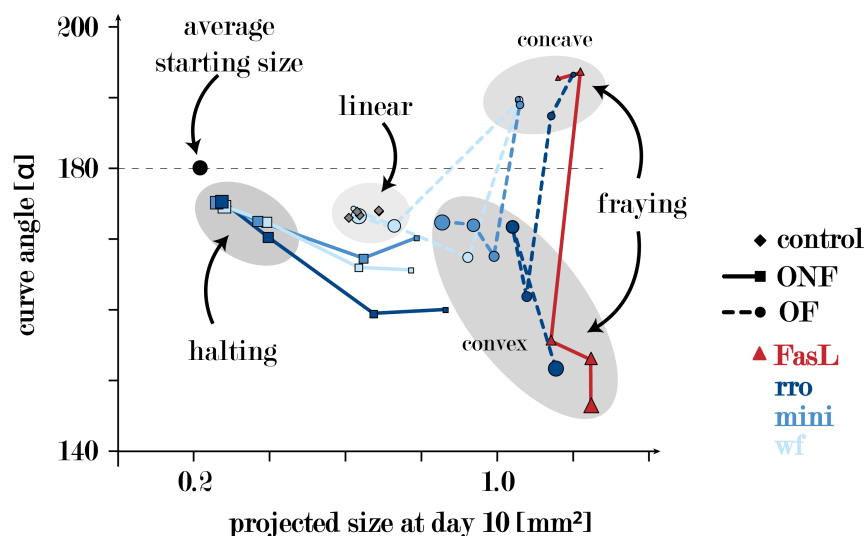 200
180
140
curve angle [α]
average
starting size
linear
concave
fraying
halting
convex
0.2
1.0
projected size at day 10 [mm²]
control
ONF
OF
FasL
rro
mini
wf